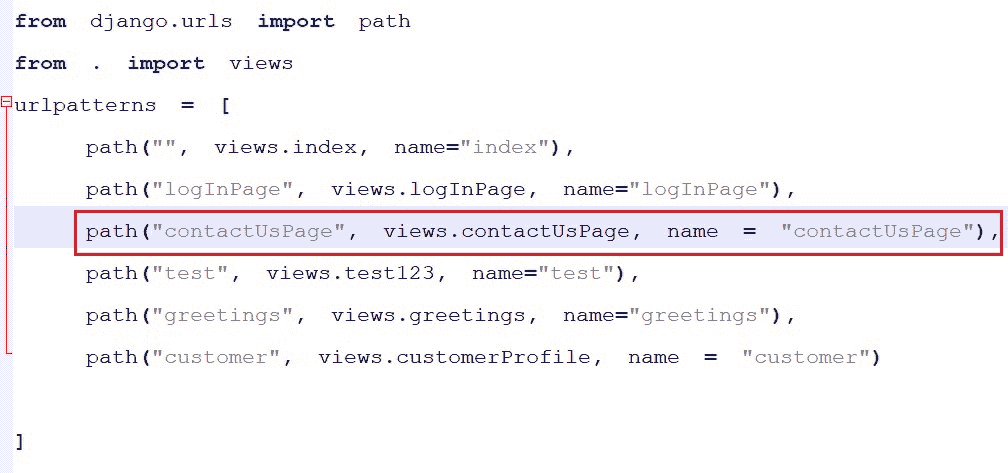 from django.urls import path
from . import views
urlpatterns = [
path("", views.index, name="index"),
path("logInPage", views.logInPage, name="logInPage"),
path("contactUsPage", views.contactUsPage, name = "contactUsPage"),
path("test", views.test123, name="test"),
path("greetings", views.greetings, name="greetings"),
path("customer", views.customerProfile, name = "customer")
]